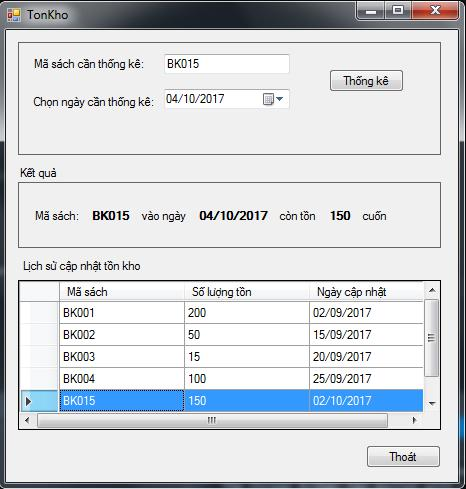 TonKho
Mã sách cần thống kê: BK015
Thống kê
Chọn ngày cần thống kê: 04/10/2017
Kết quả
Mã sách: BK015 vào ngày 04/10/2017 còn tồn 150 cuốn
Lịch sử cập nhật tồn kho
Mã sách Số lượng tồn Ngày cập nhật
BK001 200 02/09/2017
BK002 50 15/09/2017
BK003 15 20/09/2017
BK004 100 25/09/2017
BK015 150 02/10/2017
Thoát